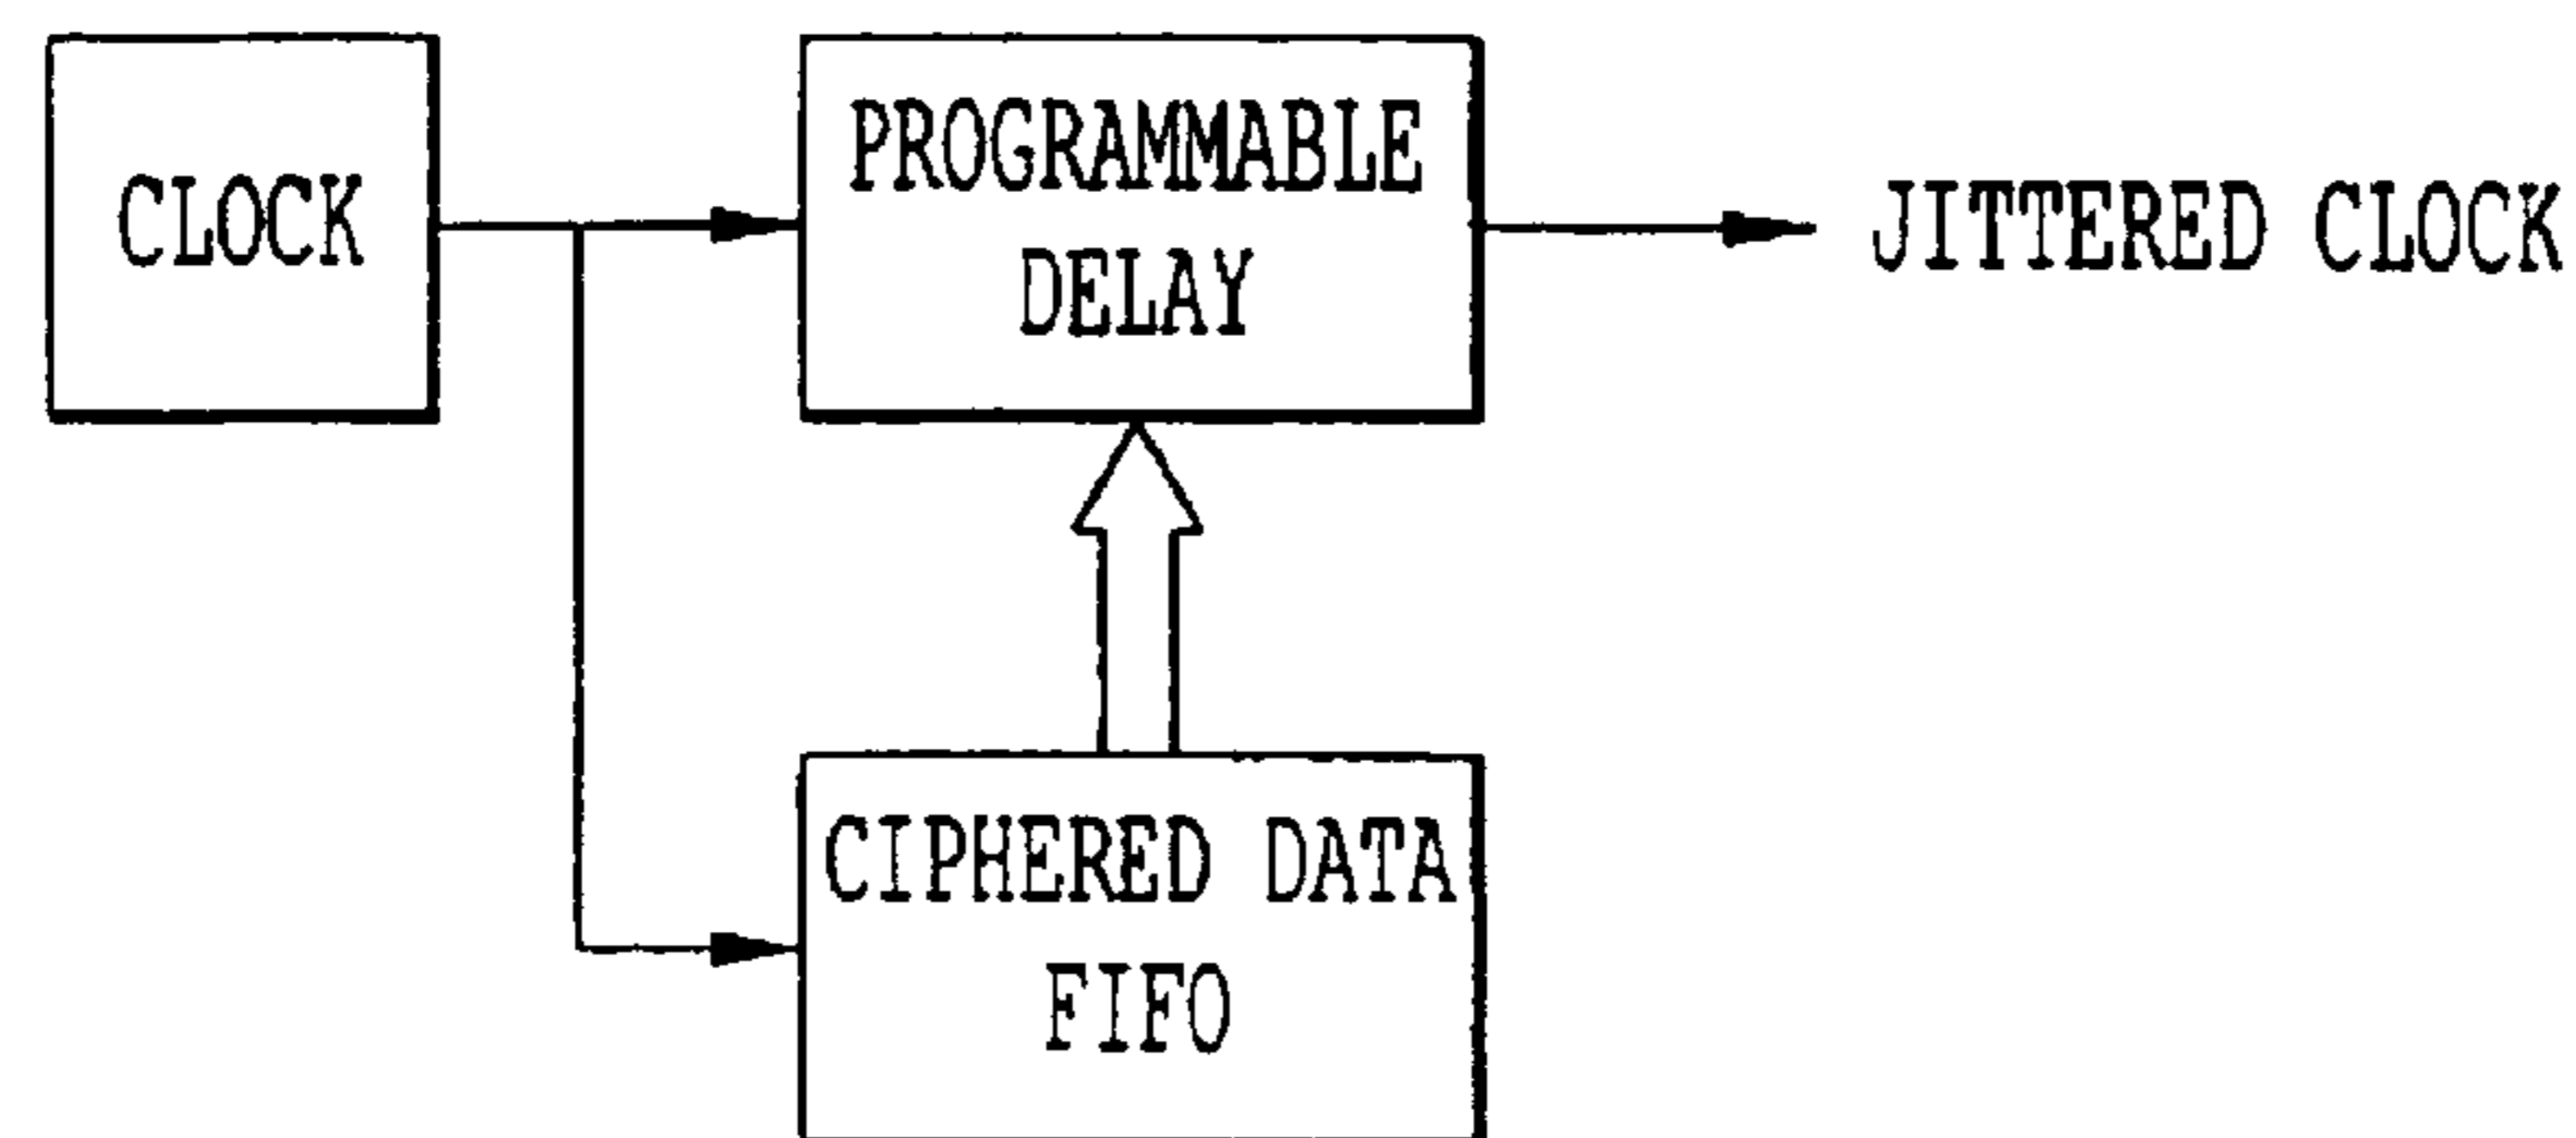 CLOCK
PROGRAMMABLE
DELAY
JITTERED CLOCK
CIPHERED DATA
FIFO